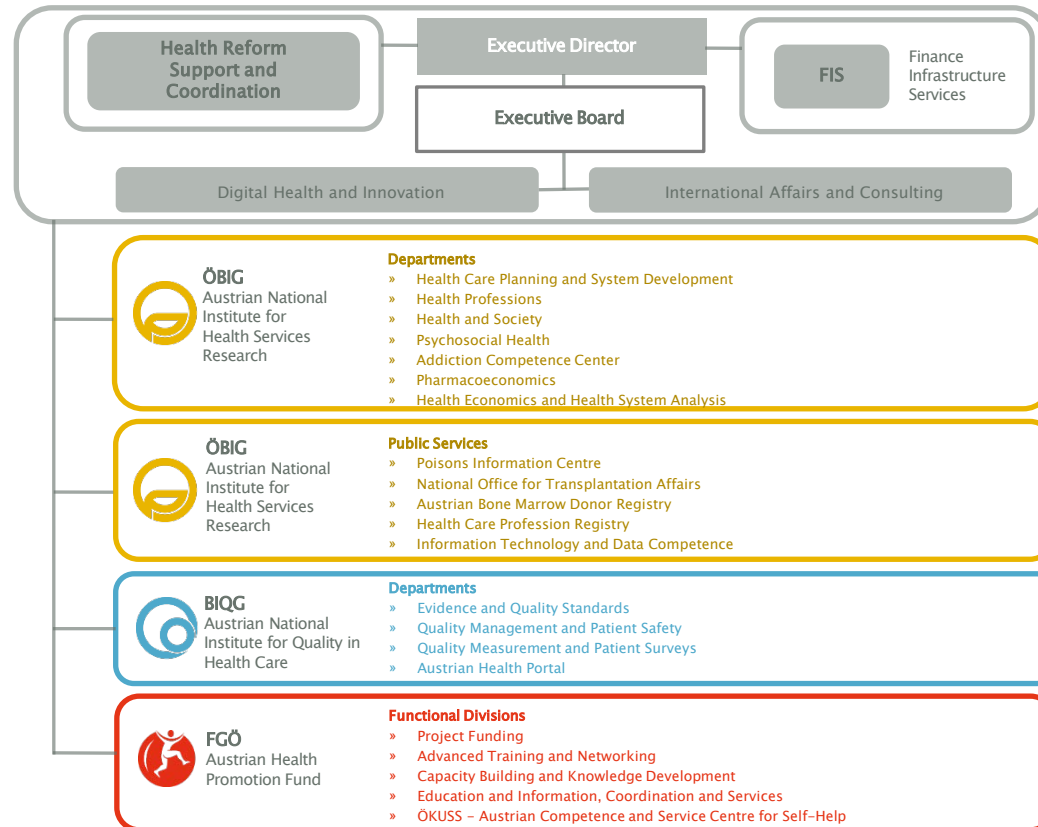 Health Reform
Support and
Coordination
Executive Director
FIS
Finance
Infrastructure
Services
Executive Board
Digital Health and Innovation
International Affairs and Consulting
ÖBIG
Austrian National
Institute for
Health Services
Research
Departments
» Health Care Planning and System Development
» Health Professions
» Health and Society
» Psychosocial Health
» Addiction Competence Center
» Pharmacoeconomics
» Health Economics and Health System Analysis
ÖBIG
Austrian National
Institute for
Health Services
Research
Public Services
» Poisons Information Centre
» National Office for Transplantation Affairs
» Austrian Bone Marrow Donor Registry
» Health Care Profession Registry
» Information Technology and Data Competence
BIQG
Austrian National
Institute for Quality in
Health Care
Departments
» Evidence and Quality Standards
» Quality Management and Patient Safety
» Quality Measurement and Patient Surveys
» Austrian Health Portal
FGÖ
Austrian Health
Promotion Fund
Functional Divisions
» Project Funding
» Advanced Training and Networking
» Capacity Building and Knowledge Development
» Education and Information, Coordination and Services
» ÖKUSS – Austrian Competence and Service Centre for Self-Help